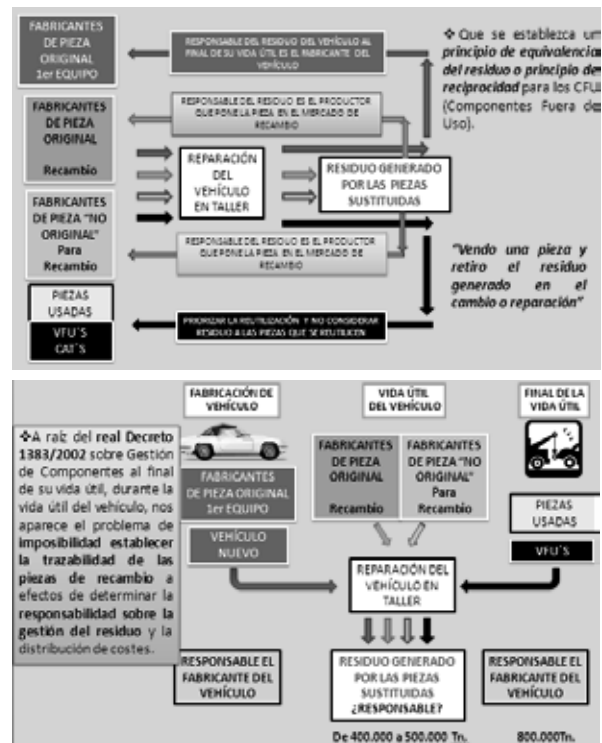 FABRICANTES
DE PIEZA
ORIGINAL
1er EQUIPO
RESPONSABLE DEL RESIDUO DEL VEHÍCULO AL
FINAL DE SU VIDA ÚTIL ES EL FABRICANTE DEL
VEHÍCULO
❖ Que se establezca un
principio de equivalencia
del residuo o principio de
reciprocidad para los CFU
(Componentes Fuera de
Uso).
FABRICANTES
DE PIEZA
ORIGINAL
Recambio
RESPONSABLE DEL RESIDUO ES EL PRODUCTOR
QUE PONE LA PIEZA EN EL MERCADO DE
RECAMBIO
REPARACIÓN
DEL
VEHÍCULO
EN TALLER
RESIDUO GENERADO
POR LAS PIEZAS
SUSTITUIDAS
FABRICANTES
DE PIEZA "NO
ORIGINAL"
Para
Recambio
RESPONSABLE DEL RESIDUO ES EL PRODUCTOR
QUE PONE LA PIEZA EN EL MERCADO DE
RECAMBIO
"Vendo una pieza y
retiro el residuo
generado en el
cambio o reparación"
PIEZAS
USADAS
VFU´S
CAT´S
PRIORIZAR LA REUTILIZACIÓN Y NO CONSIDERAR
RESIDUO A LAS PIEZAS QUE SE REUTILICEN
❖A raíz del real Decreto
1383/2002 sobre Gestión
de Componentes al final
de su vida útil, durante la
vida útil del vehículo, nos
aparece el problema de
imposibilidad establecer
la trazabilidad de las
piezas de recambio a
efectos de determinar la
responsabilidad sobre la
gestión del residuo y la
distribución de costes.
FABRICACIÓN DE
VEHÍCULO
FABRICANTES
DE PIEZA ORIGINAL
1er EQUIPO
VEHÍCULO
NUEVO
VIDA ÚTIL
DEL VEHÍCULO
FABRICANTES
DE PIEZA
ORIGINAL
Recambio
FABRICANTES
DE PIEZA "NO
ORIGINAL"
Para
Recambio
FINAL DE LA
VIDA ÚTIL
PIEZAS
USADAS
VFU´S
REPARACIÓN DEL
VEHÍCULO EN
TALLER
RESPONSABLE EL
FABRICANTE DEL
VEHÍCULO
RESIDUO GENERADO
POR LAS PIEZAS
SUSTITUIDAS
¿RESPONSABLE?
RESPONSABLE EL
FABRICANTE DEL
VEHÍCULO
De 400.000 a 500.000 Tn.
800.000Tn.